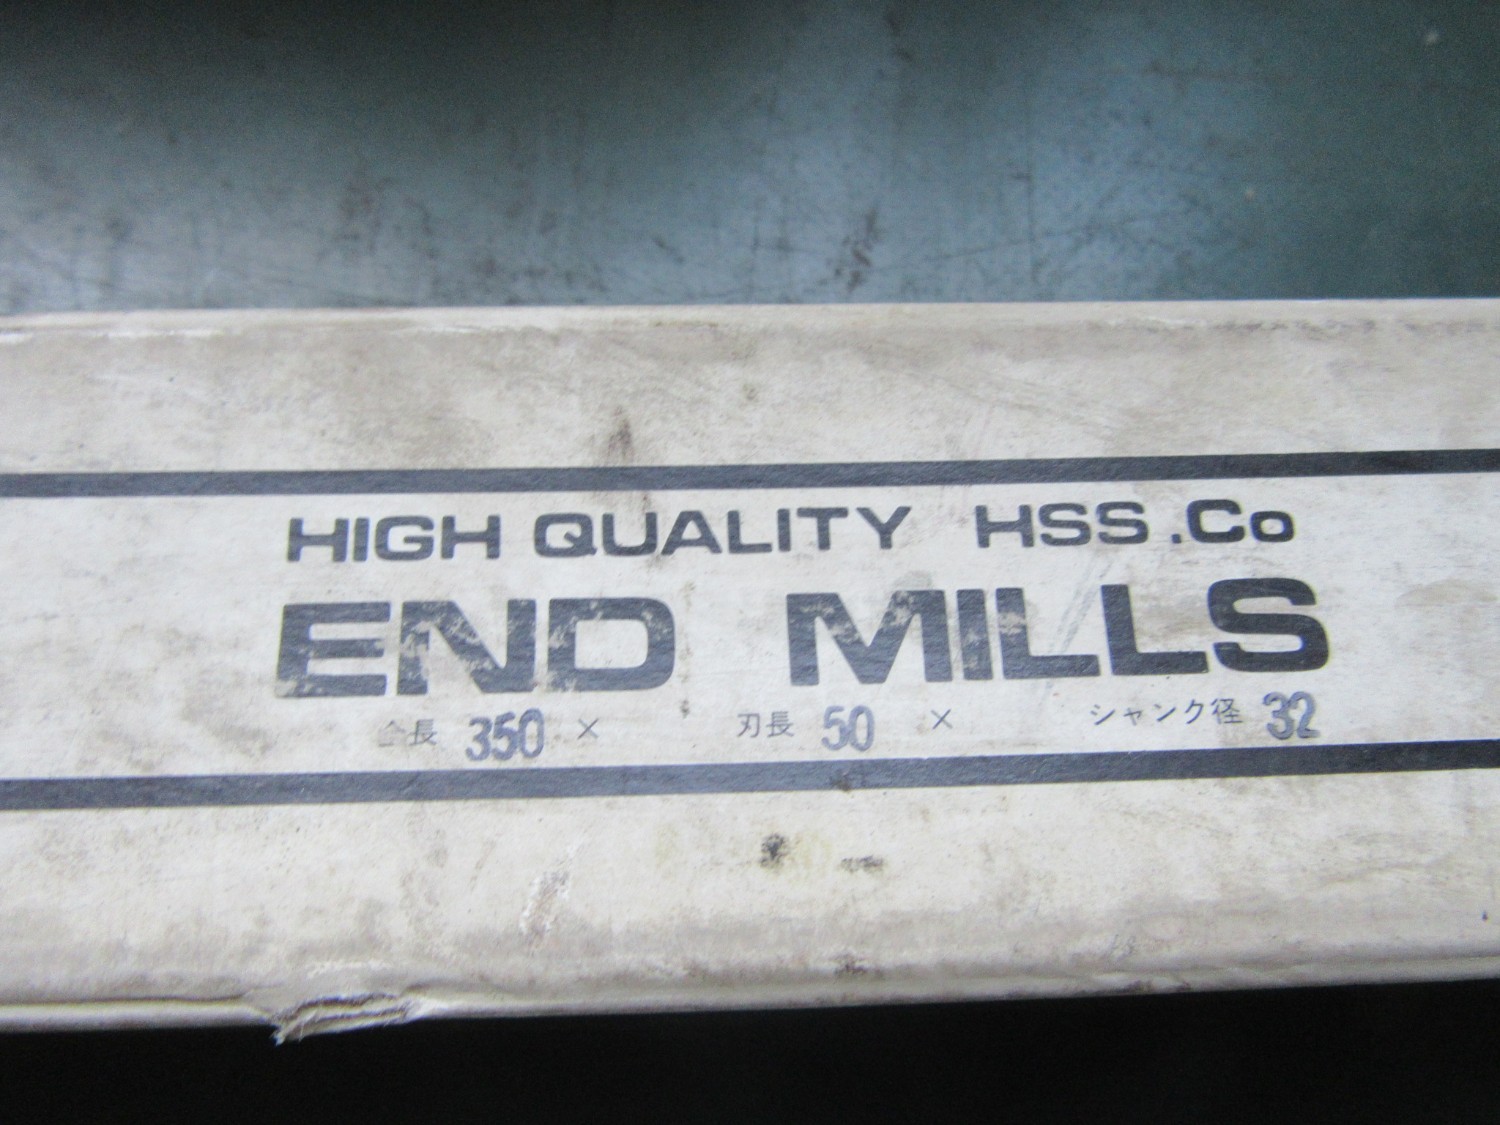 HIGH QUALITY HSS.Co
END MILLS
全長 350 × 刃長 50 × シャンク径 32